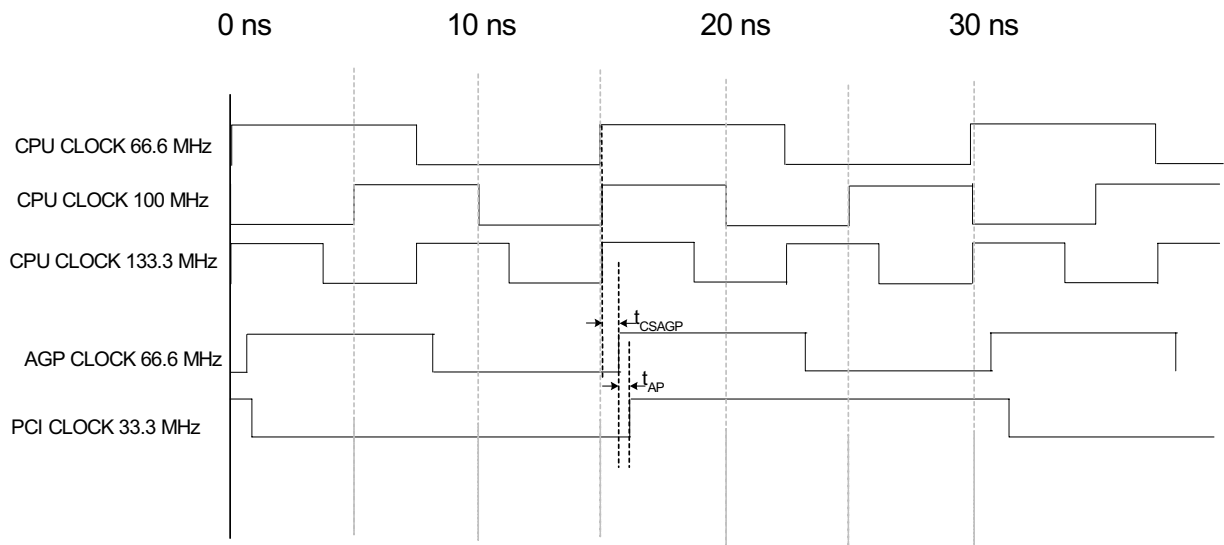 0 ns 10 ns 20 ns 30 ns
CPU CLOCK 66.6 MHz
CPU CLOCK 100 MHz
CPU CLOCK 133.3 MHz
tCSAGP
AGP CLOCK 66.6 MHz
tAP
PCI CLOCK 33.3 MHz